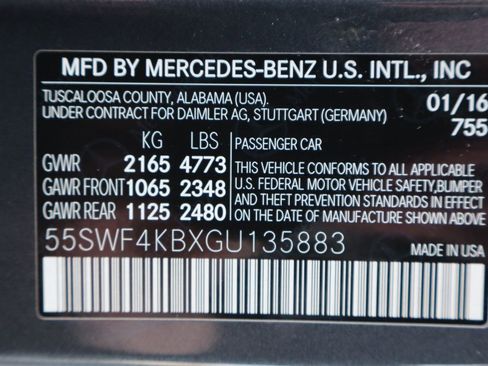 MFD BY MERCEDES-BENZ U.S. INTL., INC
TUSCALOOSA COUNTY, ALABAMA (USA). 01/16
UNDER CONTRACT FOR DAIMLER AG, STUTTGART (GERMANY) 755
KG LBS PASSENGER CAR
GVWR 2165 4773 THIS VEHICLE CONFORMS TO ALL APPLICABLE
GAWR FRONT 1065 2348 U.S. FEDERAL MOTOR VEHICLE SAFETY, BUMPER
GAWR REAR 1125 2480 AND THEFT PREVENTION STANDARDS IN EFFECT
ON THE DATE OF MANUFACTURE SHOWN ABOVE.
55SWF4KBXGU135883 MADE IN USA